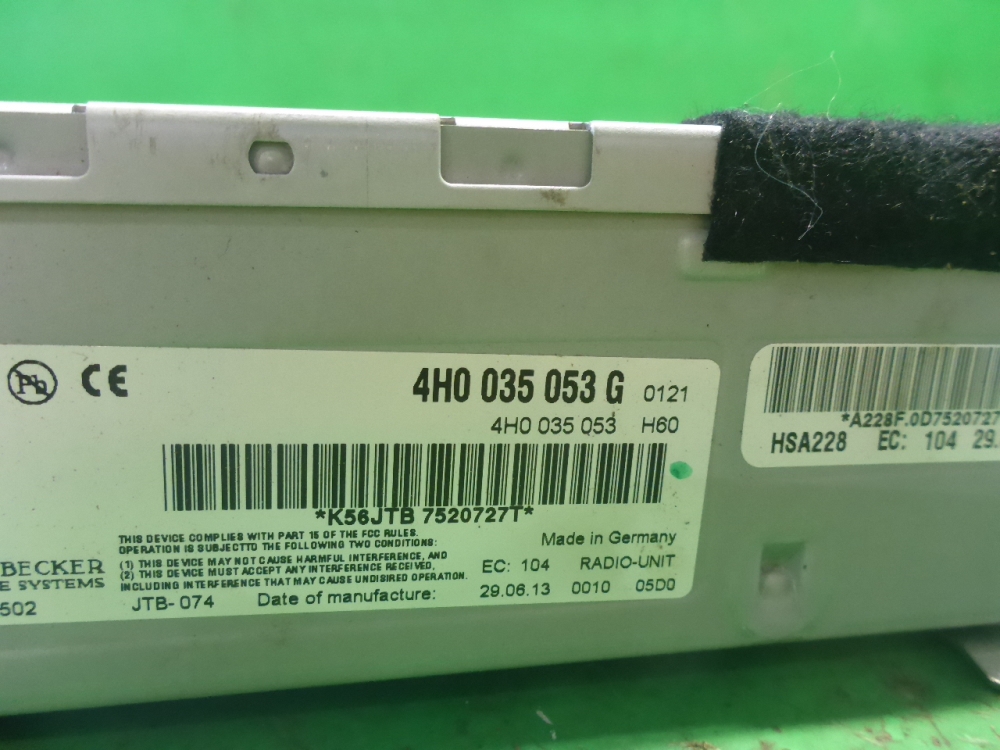 Pb CE
4H0 035 053 G 0121
4H0 035 053 H60
*K56JTB 7520727T*
THIS DEVICE COMPLIES WITH PART 15 OF THE FCC RULES.
OPERATION IS SUBJECTTO THE FOLLOWING TWO CONDITIONS:
(1) THIS DEVICE MAY NOT CAUSE HARMFUL INTERFERENCE, AND
(2) THIS DEVICE MUST ACCEPT ANY INTERFERENCE RECEIVED,
INCLUDING INTERFERENCE THAT MAY CAUSE UNDISIRED OPERATION.
Made in Germany
EC: 104 RADIO-UNIT
BECKER
E SYSTEMS
502 JTB-074 Date of manufacture: 29.06.13 0010 05D0
*A228F.0D7520727
HSA228 EC: 104 29.